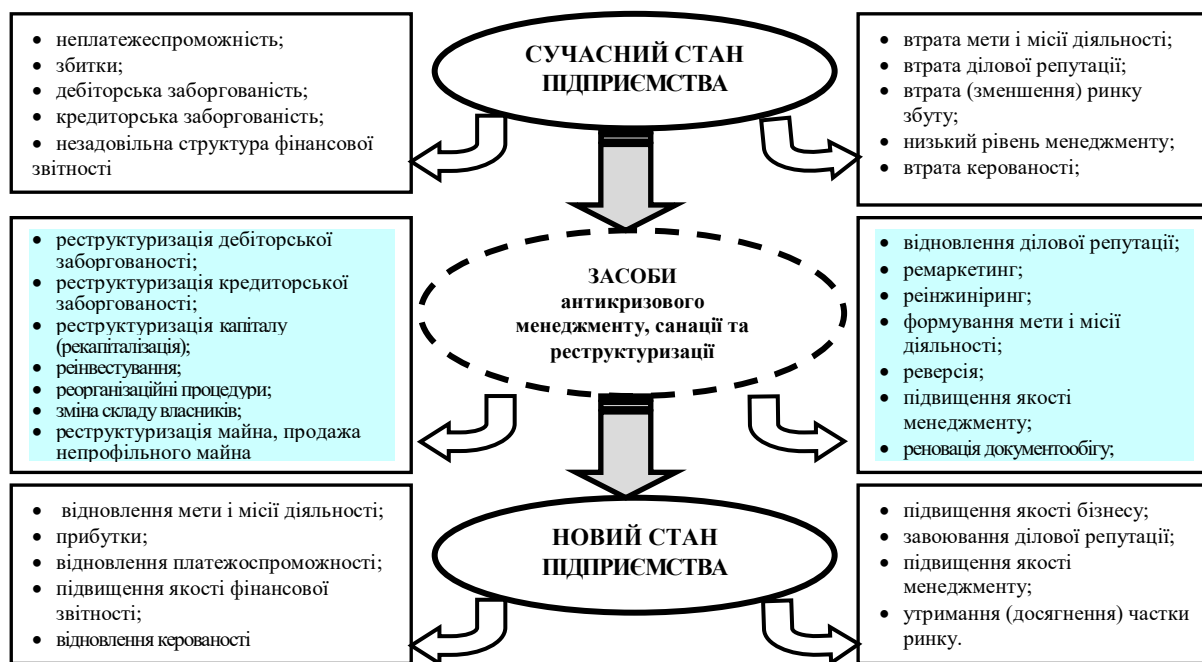 • неплатежеспроможність;
• збитки;
• дебіторська заборгованість;
• кредиторська заборгованість;
• незадовільна структура фінансової
звітності
СУЧАСНИЙ СТАН
ПІДПРИЄМСТВА
• втрата мети і місії діяльності;
• втрата ділової репутації;
• втрата (зменшення) ринку
збуту;
• низький рівень менеджменту;
• втрата керованості;
• реструктуризація дебіторської
заборгованості;
• реструктуризація кредиторської
заборгованості;
• реструктуризація капіталу
(рекапіталізація);
• реінвестування;
• реорганізаційні процедури;
• зміна складу власників;
• реструктуризація майна, продажа
непрофільного майна
ЗАСОБИ
антикризового
менеджменту, санації та
реструктуризації
• відновлення ділової репутації;
• ремаркетинг;
• реінжиніринг;
• формування мети і місії
діяльності;
• реверсія;
• підвищення якості
менеджменту;
• реновація документообігу;
• відновлення мети і місії діяльності;
• прибутки;
• відновлення платежоспроможності;
• підвищення якості фінансової
звітності;
• відновлення керованості
НОВИЙ СТАН
ПІДПРИЄМСТВА
• підвищення якості бізнесу;
• завоювання ділової репутації;
• підвищення якості
менеджменту;
• утримання (досягнення) частки
ринку.